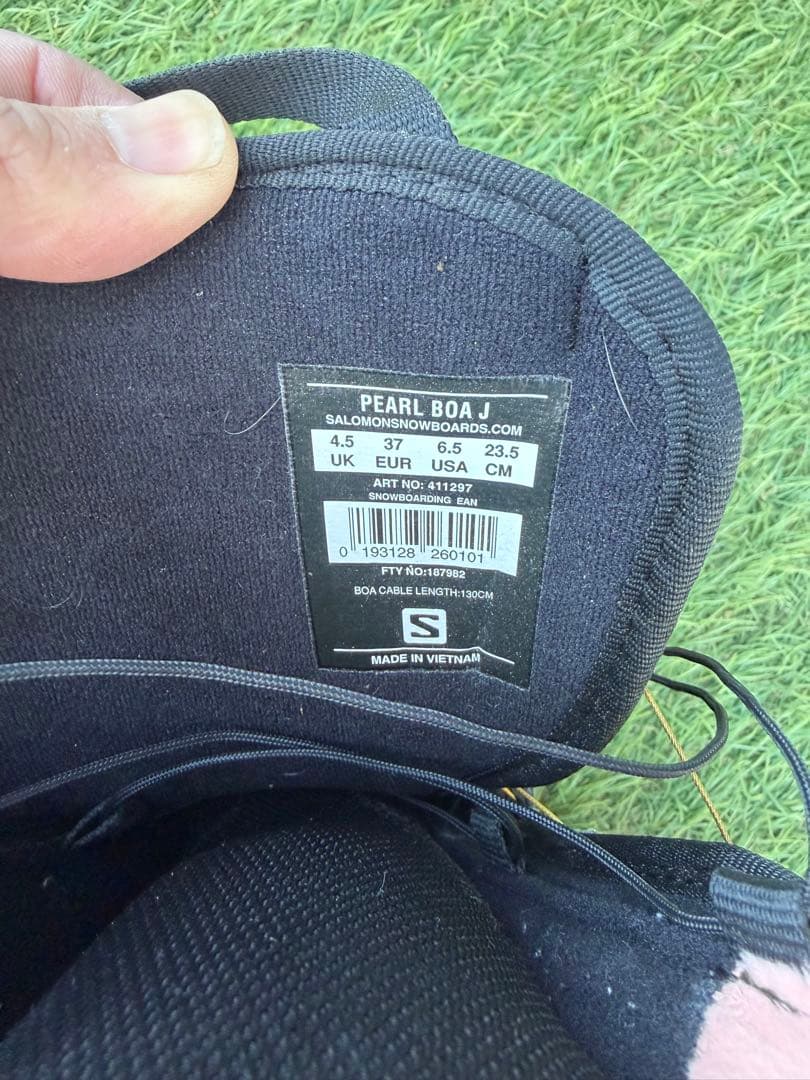 PEARL BOA J
SALOMONSNOWBOARDS.COM
4.5 37 6.5 23.5
UK EUR USA CM
ART NO: 411297
SNOWBOARDING EAN
0 193128 260101
FTY NO:187982
BOA CABLE LENGTH:130CM
S
MADE IN VIETNAM